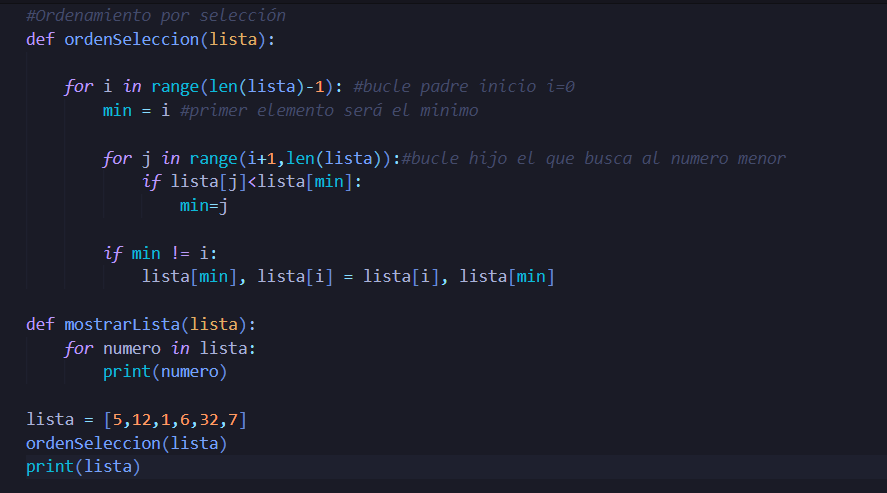 #Ordenamiento por selección
def ordenSeleccion(lista):
for i in range(len(lista)-1): #bucle padre inicio i=0
min = i #primer elemento será el minimo
for j in range(i+1,len(lista)):#bucle hijo el que busca al numero menor
if lista[j]<lista[min]:
min=j
if min != i:
lista[min], lista[i] = lista[i], lista[min]
def mostrarLista(lista):
for numero in lista:
print(numero)
lista = [5,12,1,6,32,7]
ordenSeleccion(lista)
print(lista)